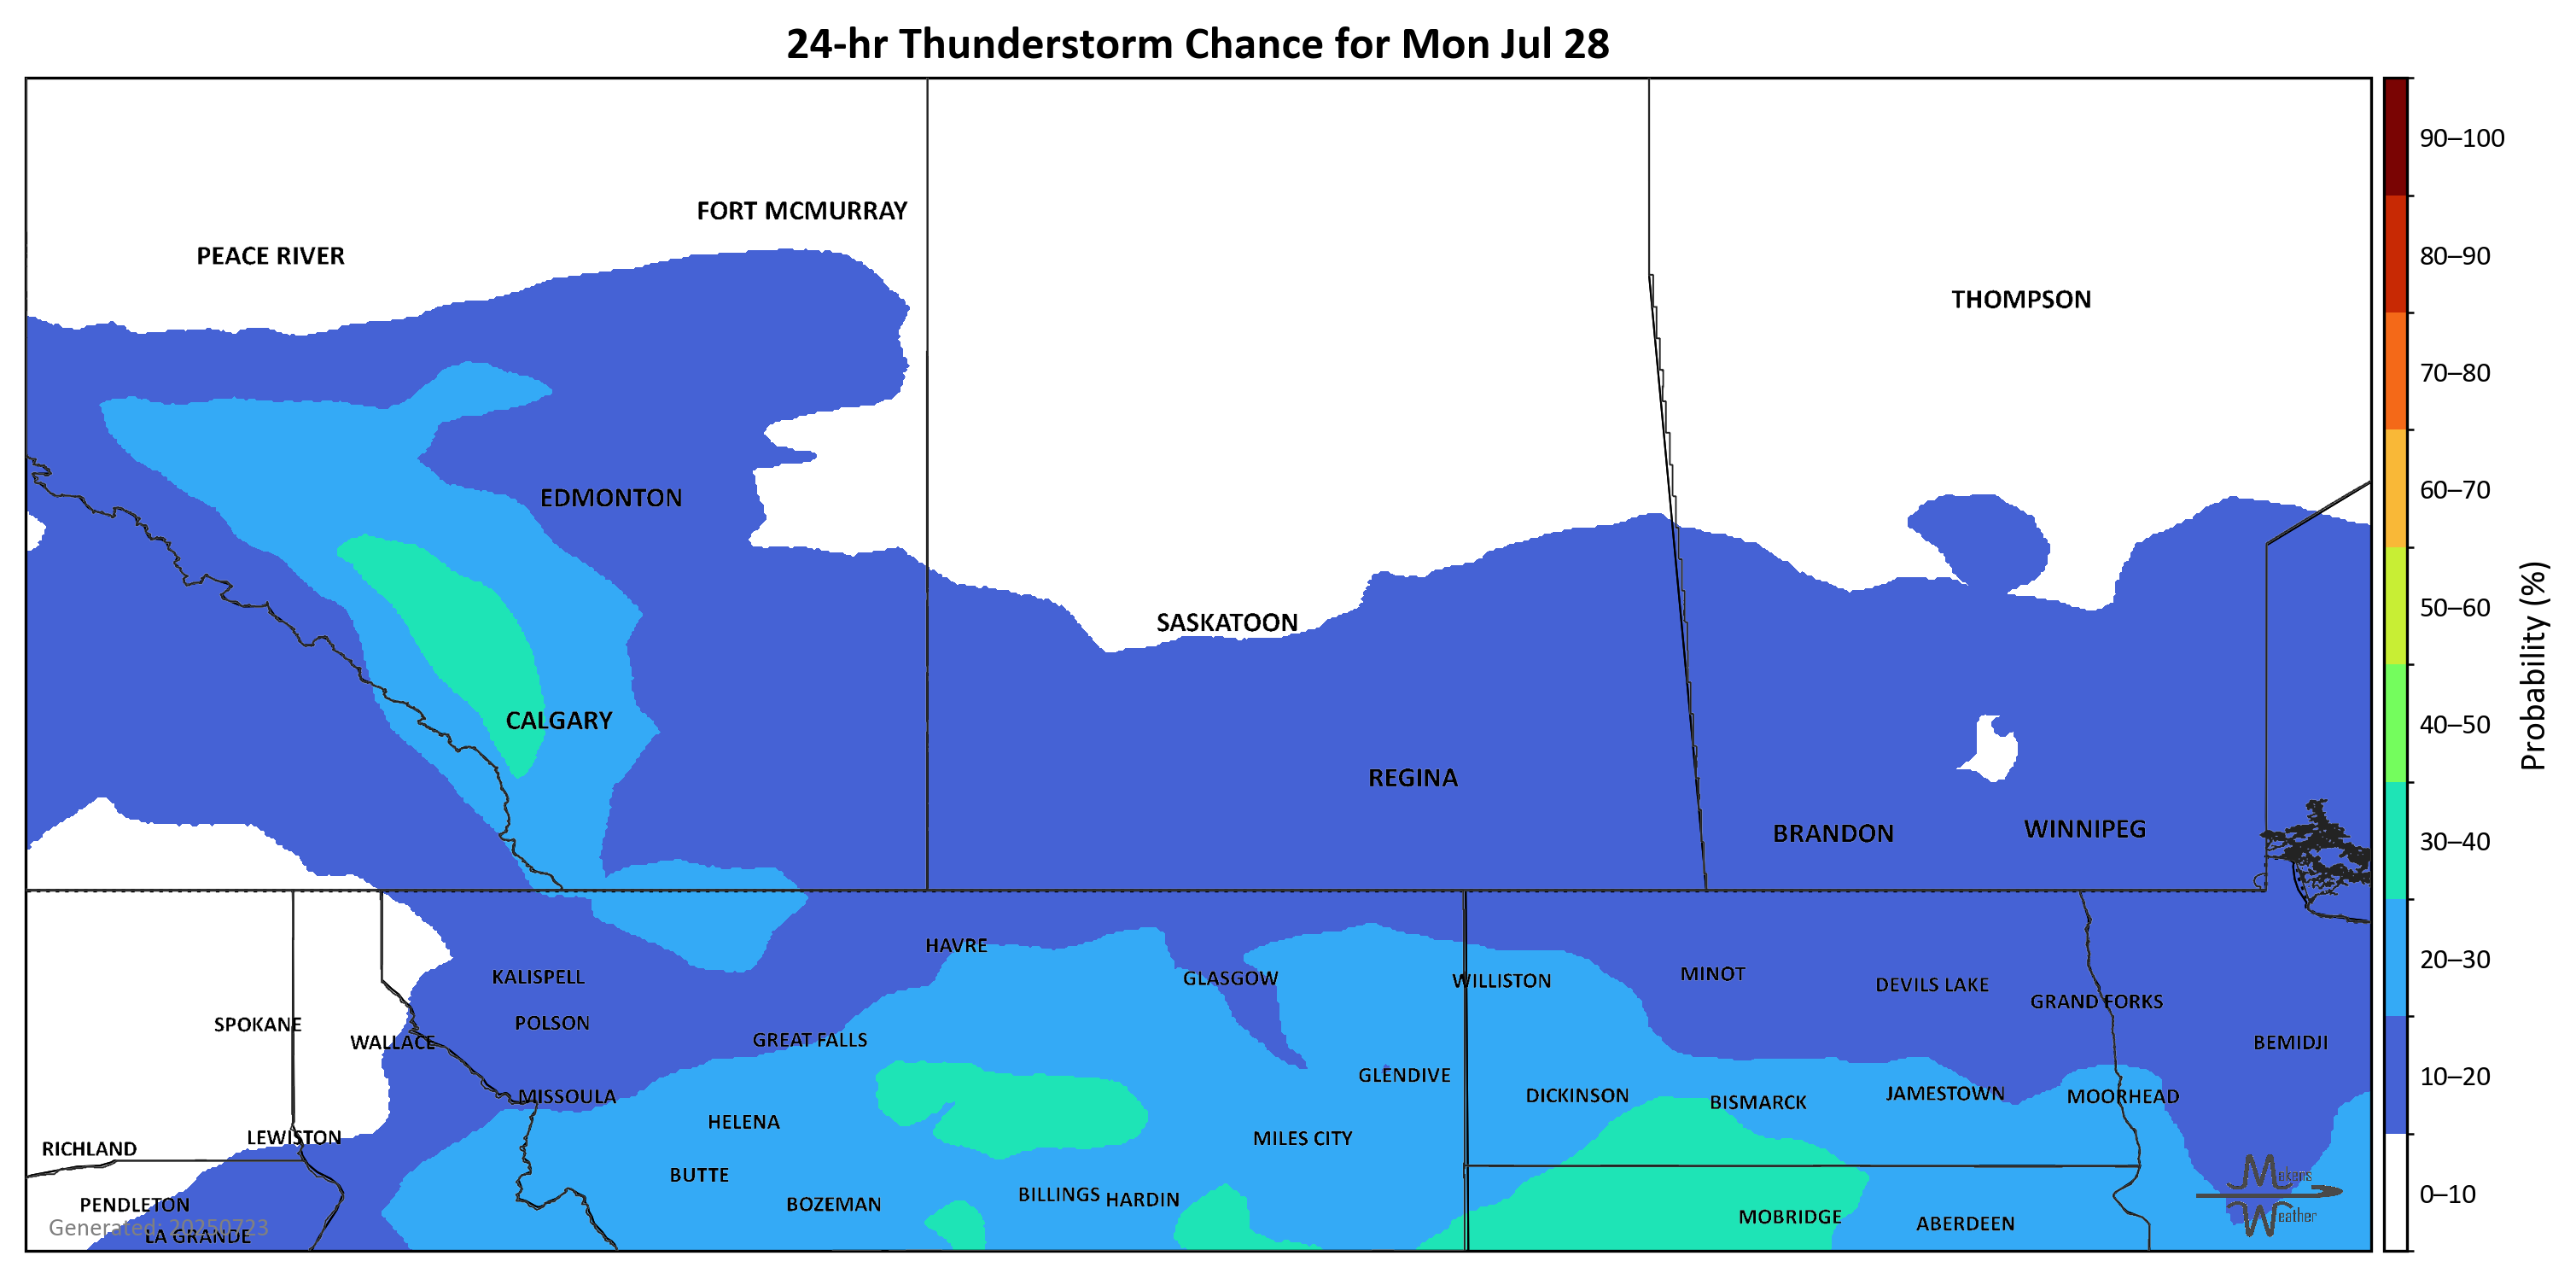 24-hr Thunderstorm Chance for Mon Jul 28
90–100
FORT MCMURRAY
PEACE RIVER
80–90
THOMPSON
70–80
EDMONTON
60–70
50–60
SASKATOON
CALGARY
40–50
Probability (%)
REGINA
BRANDON
WINNIPEG
30–40
HAVRE
20–30
KALISPELL
GLASGOW
WILLISTON
MINOT
DEVILS LAKE
GRAND FORKS
SPOKANE
POLSON
WALLACE
GREAT FALLS
BEMIDJI
GLENDIVE
10–20
MISSOULA
DICKINSON
BISMARCK
JAMESTOWN
MOORHEAD
HELENA
LEWISTON
MILES CITY
RICHLAND
BUTTE
Makers
BILLINGS
HARDIN
0–10
PENDLETON
BOZEMAN
MOBRIDGE
ABERDEEN
Weather
Generated: 20250723
LA GRANDE